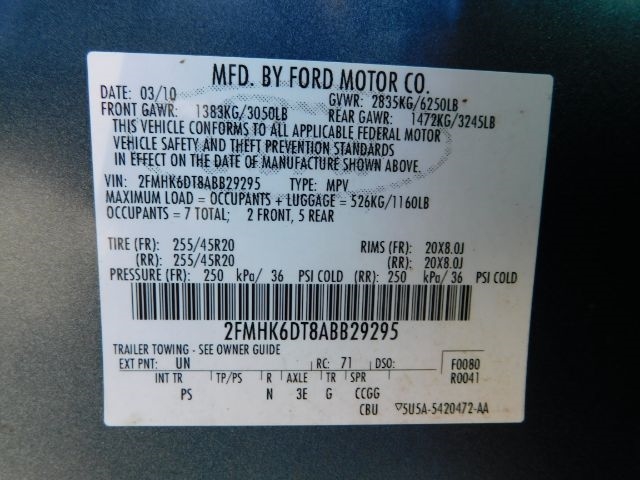 MFD. BY FORD MOTOR CO.
DATE: 03/10 GVWR: 2835KG/6250LB
FRONT GAWR: 1383KG/3050LB REAR GAWR: 1472KG/3245LB
THIS VEHICLE CONFORMS TO ALL APPLICABLE FEDERAL MOTOR
VEHICLE SAFETY AND THEFT PREVENTION STANDARDS
IN EFFECT ON THE DATE OF MANUFACTURE SHOWN ABOVE.
VIN: 2FMHK6DT8ABB29295 TYPE: MPV
MAXIMUM LOAD = OCCUPANTS + LUGGAGE = 526KG/1160LB
OCCUPANTS = 7 TOTAL; 2 FRONT, 5 REAR
TIRE (FR): 255/45R20 RIMS (FR): 20X8.0J
(RR): 255/45R20 (RR): 20X8.0J
PRESSURE (FR): 250 kPa/ 36 PSI COLD (RR): 250 kPa/ 36 PSI COLD
2FMHK6DT8ABB29295
TRAILER TOWING - SEE OWNER GUIDE
EXT PNT: UN RC: 71 DSO: F0080
INT TR TP/PS R AXLE TR SPR R0041
PS N 3E G CCGG
CBU ▽5U5A-5420472-AA